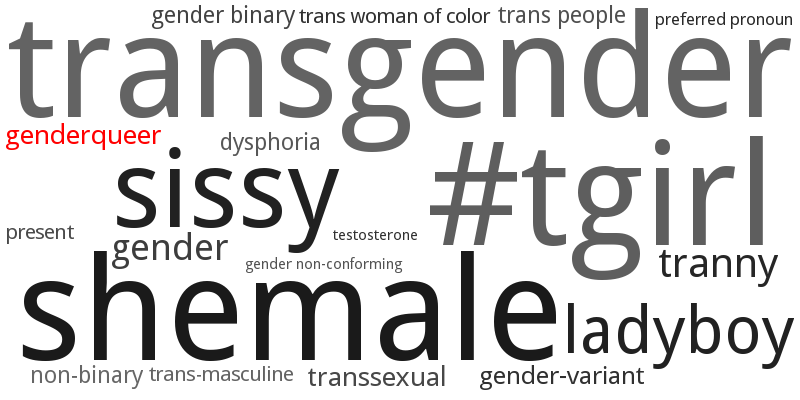 gender binary trans woman of color trans people preferred pronoun
transgender
genderqueer
dysphoria
sissy
#tgirl
present
testosterone
gender
gender non-conforming
tranny
shemale
ladyboy
non-binary trans-masculine transsexual gender-variant